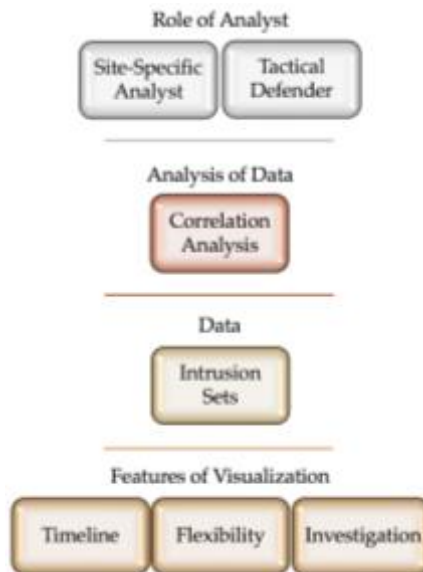 Role of Analyst
Site-Specific
Analyst
Tactical
Defender
Analysis of Data
Correlation
Analysis
Data
Intrusion
Sets
Features of Visualization
Timeline
Flexibility
Investigation